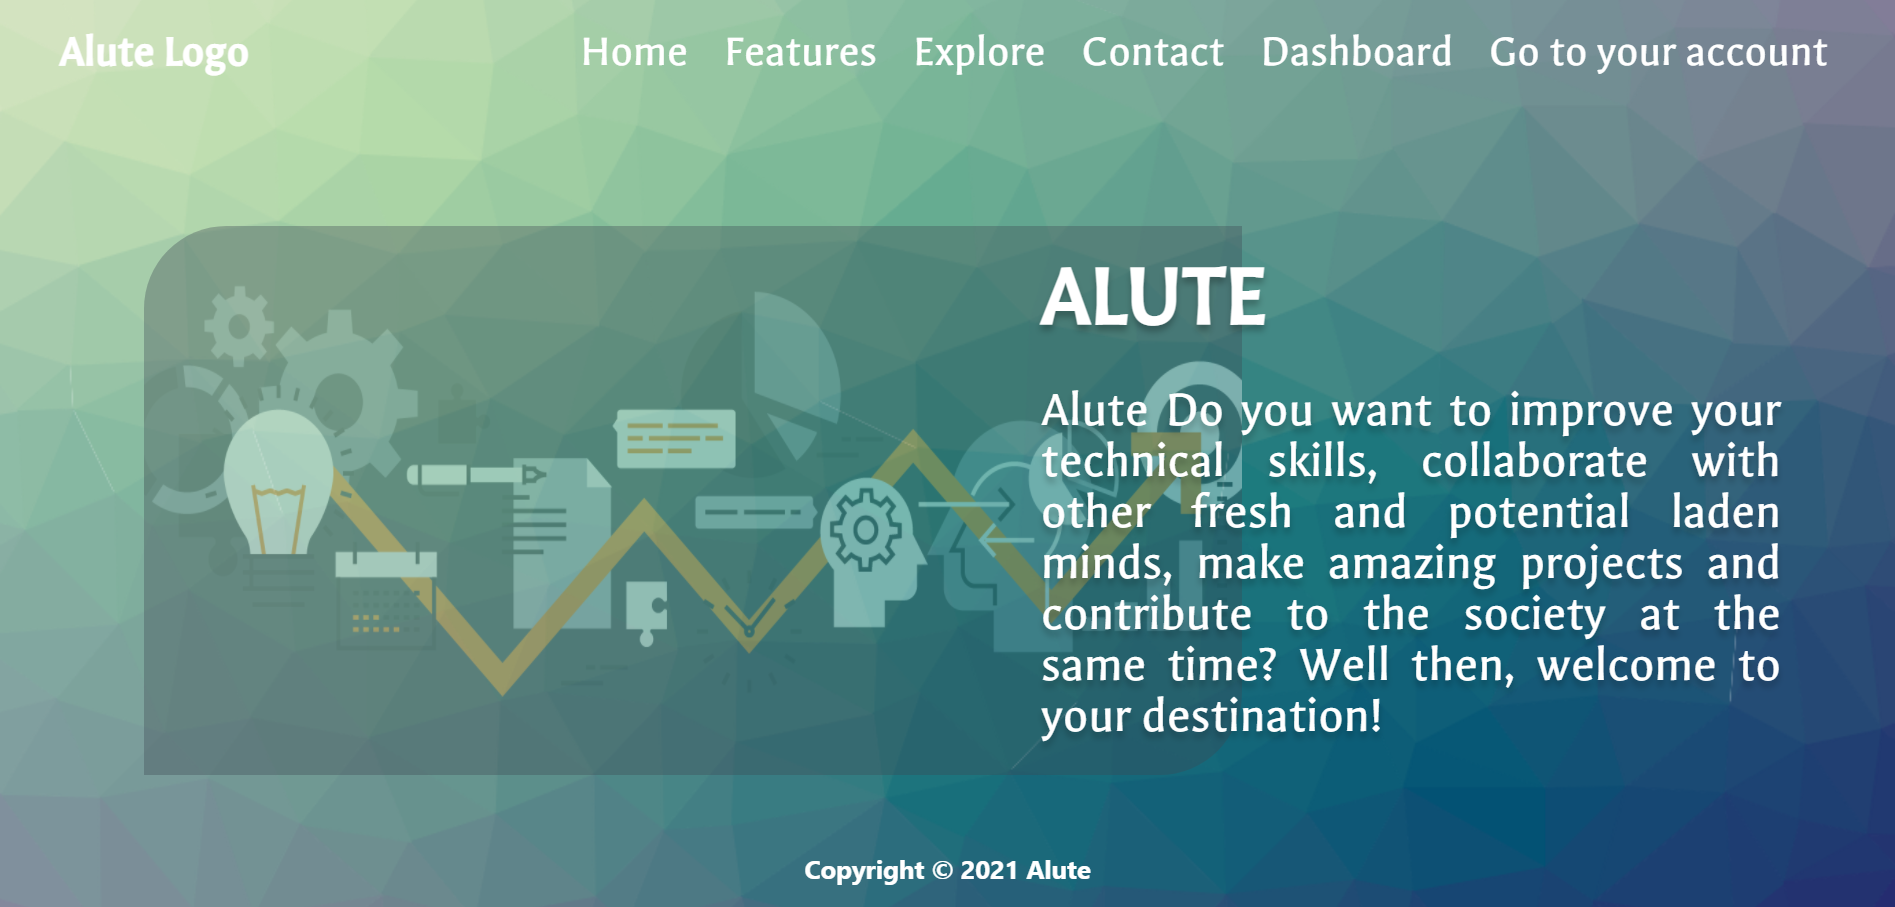 Alute Logo Home Features Explore Contact Dashboard Go to your account
ALUTE
Alute Do you want to improve your
technical skills, collaborate with
other fresh and potential laden
minds, make amazing projects and
contribute to the society at the
same time? Well then, welcome to
your destination!
Copyright © 2021 Alute